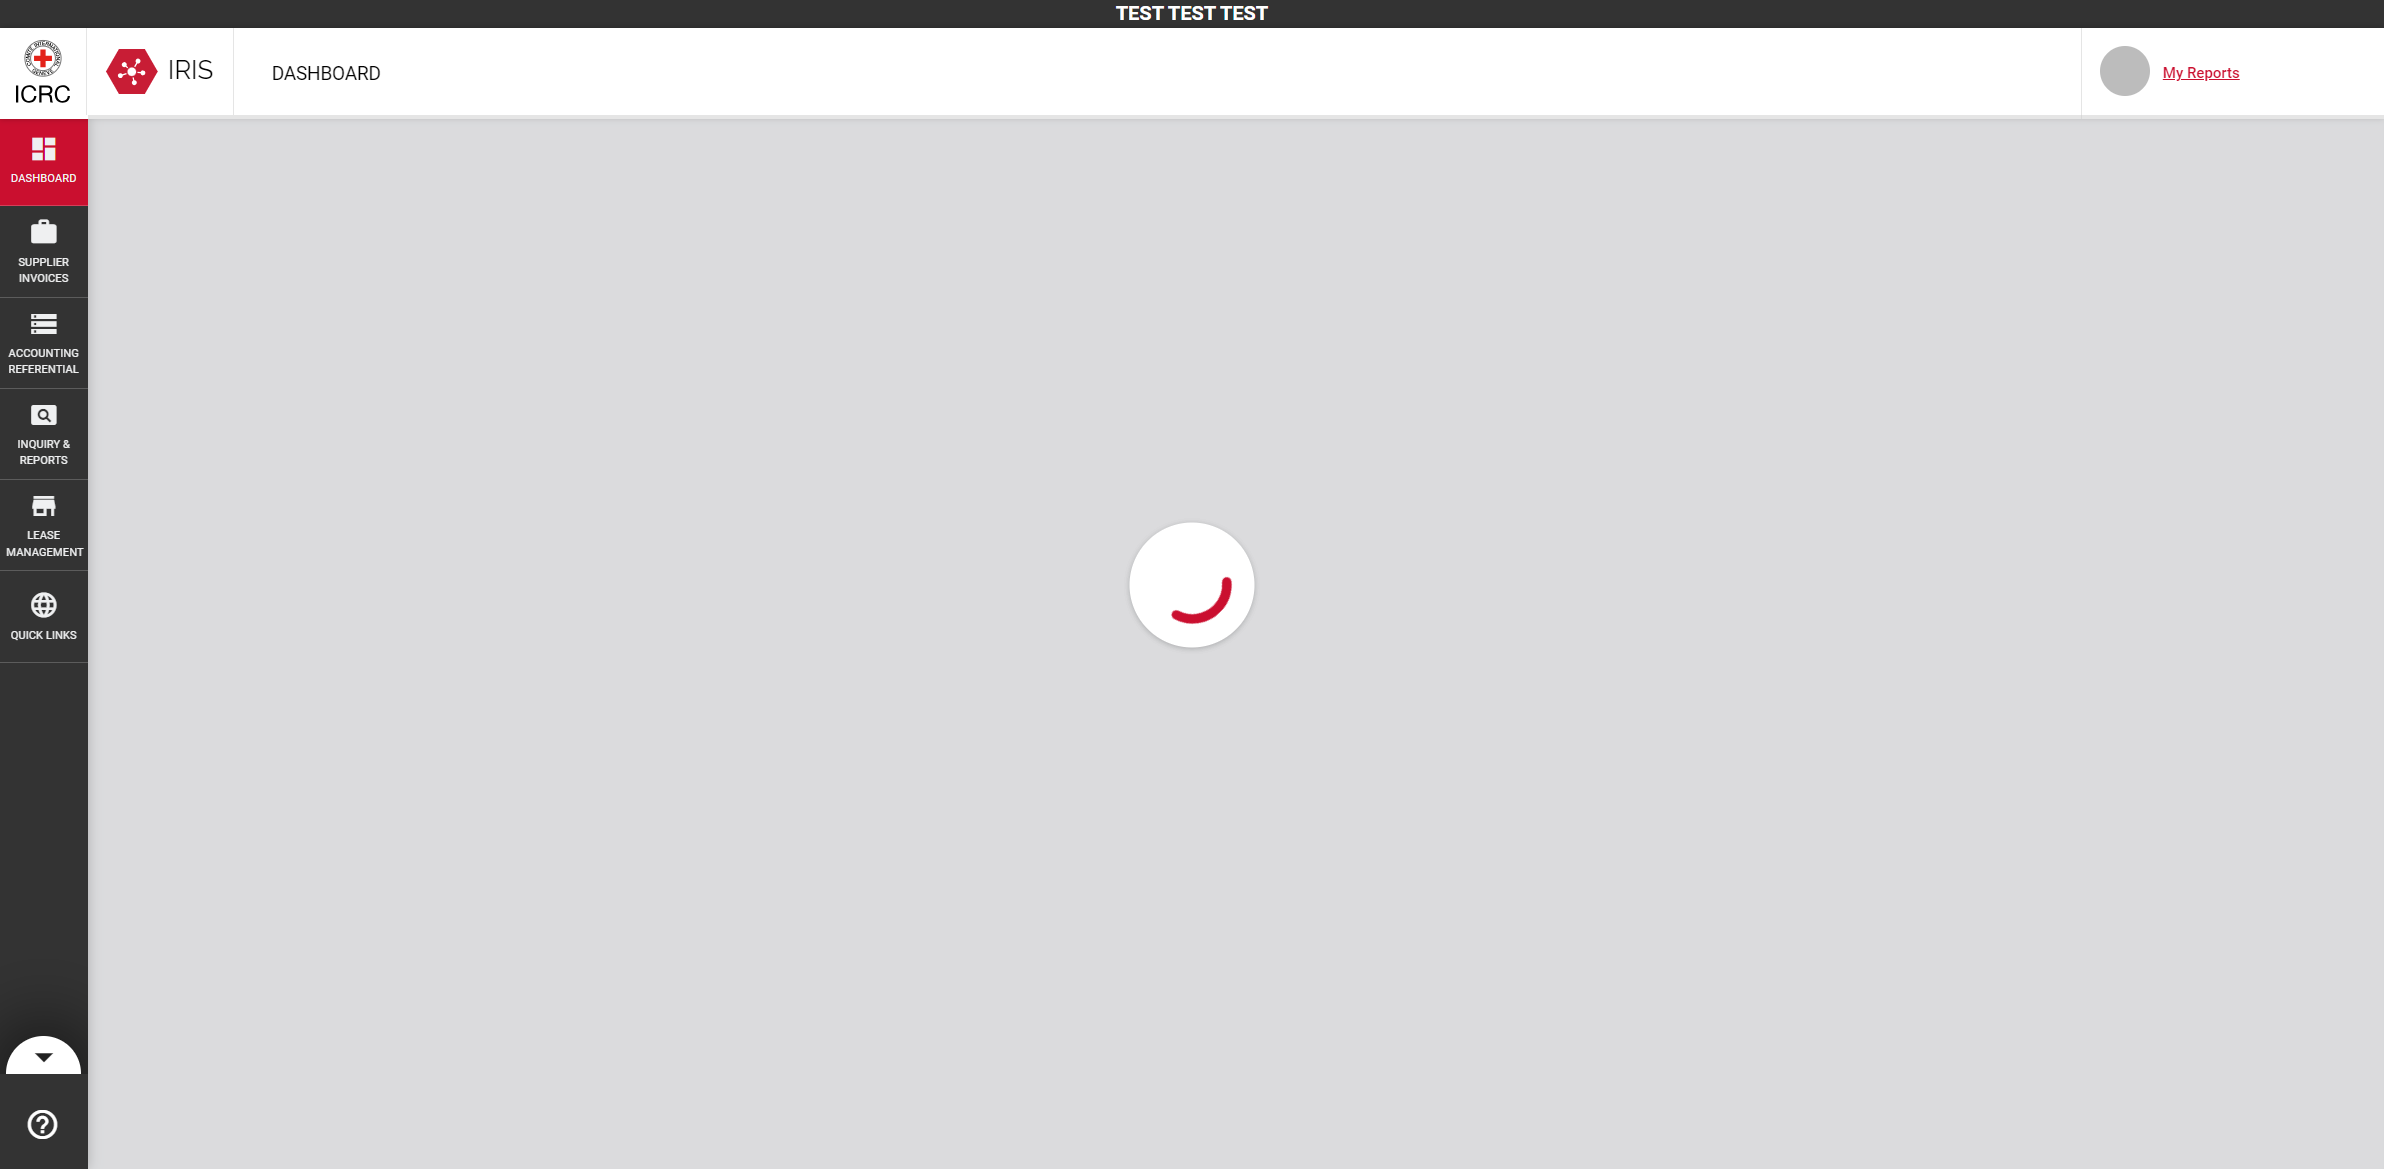 TEST TEST TEST
ICRC
IRIS
DASHBOARD
My Reports
DASHBOARD
SUPPLIER
INVOICES
ACCOUNTING
REFERENTIAL
INQUIRY &
REPORTS
LEASE
MANAGEMENT
QUICK LINKS